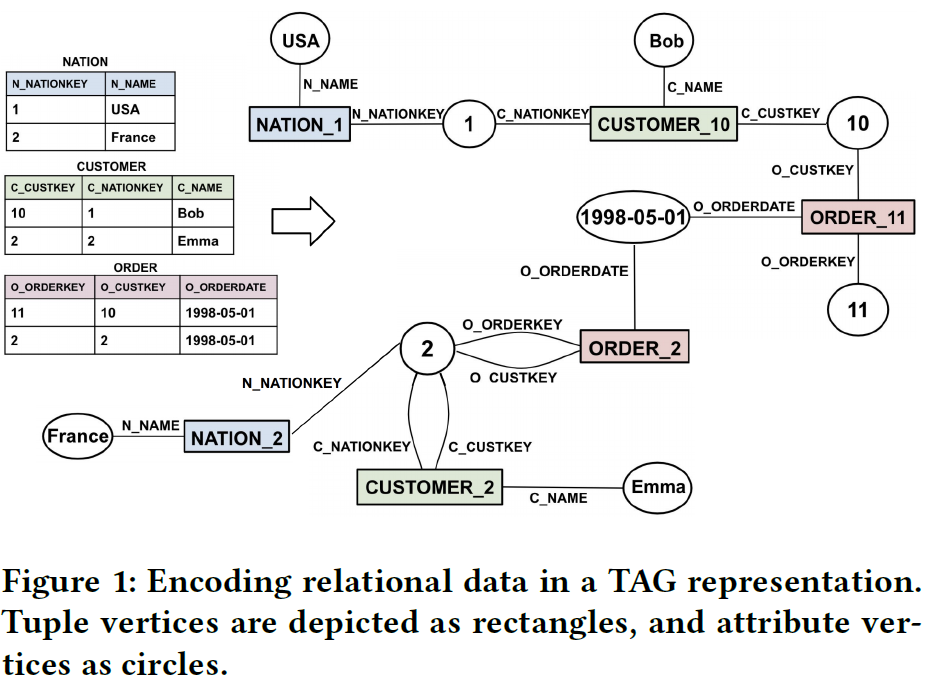 NATION
N_NATIONKEY N_NAME
1 USA
2 France
CUSTOMER
C_CUSTKEY C_NATIONKEY C_NAME
10 1 Bob
2 2 Emma
ORDER
O_ORDERKEY O_CUSTKEY O_ORDERDATE
11 10 1998-05-01
2 2 1998-05-01
USA
Bob
N_NAME
C_NAME
NATION_1
N_NATIONKEY
1
C_NATIONKEY
CUSTOMER_10
C_CUSTKEY
10
O_CUSTKEY
1998-05-01
O_ORDERDATE
ORDER_11
O_ORDERDATE
O_ORDERKEY
11
O_ORDERKEY
2
ORDER_2
O CUSTKEY
N_NATIONKEY
France
N_NAME
NATION_2
C_NATIONKEY
C_CUSTKEY
CUSTOMER_2
C_NAME
Emma
Figure 1: Encoding relational data in a TAG representation.
Tuple vertices are depicted as rectangles, and attribute ver-
tices as circles.